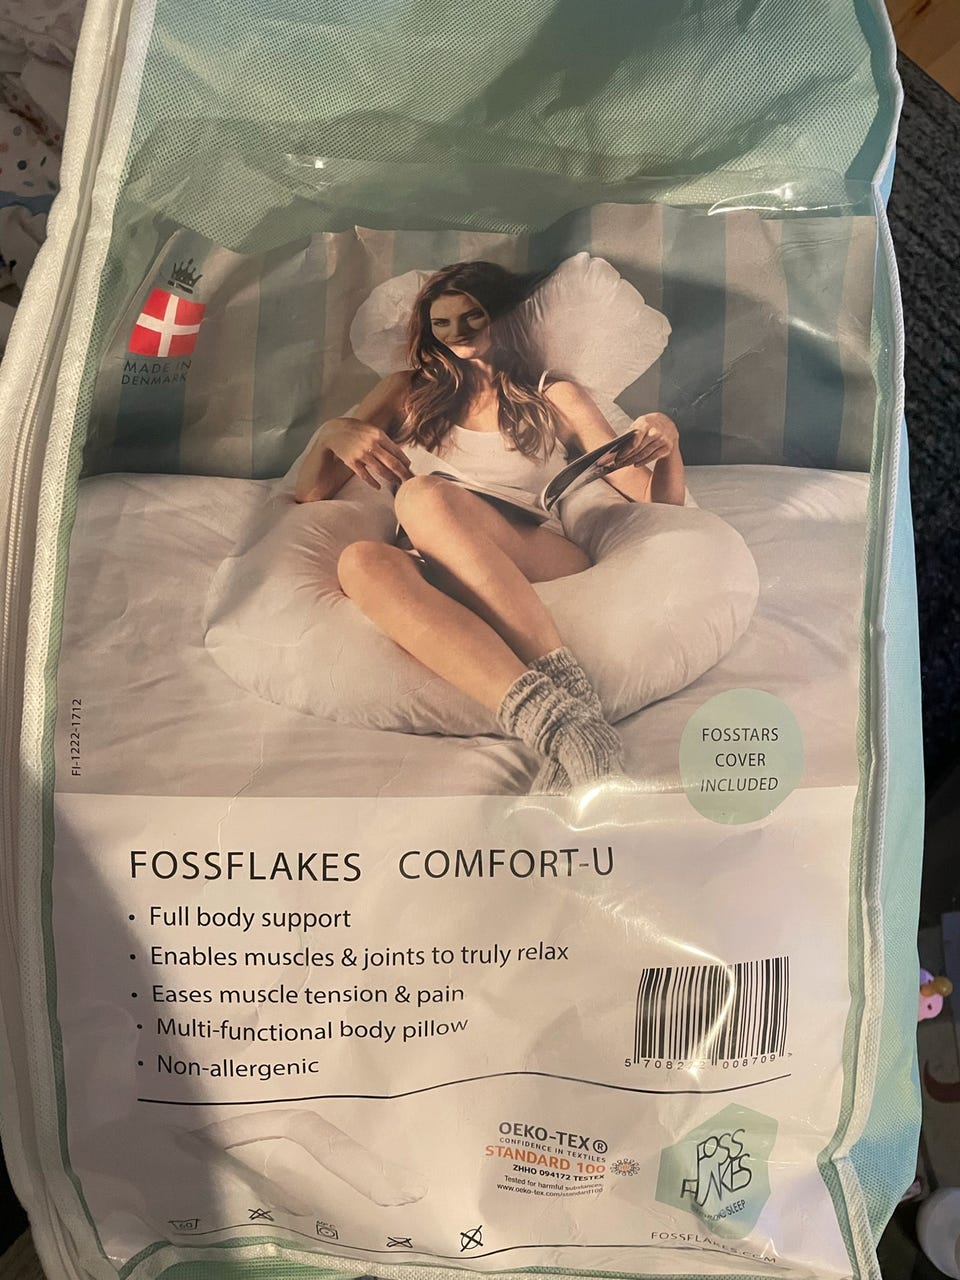 MADE IN
DENMARK
FI-1222-1712
FOSSTARS
COVER
INCLUDED
FOSSFLAKES COMFORT-U
• Full body support
• Enables muscles & joints to truly relax
• Eases muscle tension & pain
• Multi-functional body pillow
• Non-allergenic
OEKO-TEX®
CONFIDENCE IN TEXTILES
STANDARD 100
ZHHO 094172 TESTEX
Tested for harmful substances.
www.oeko-tex.com/standard100
FOSS
FLAKES
60
FOSSFLAKES.COM